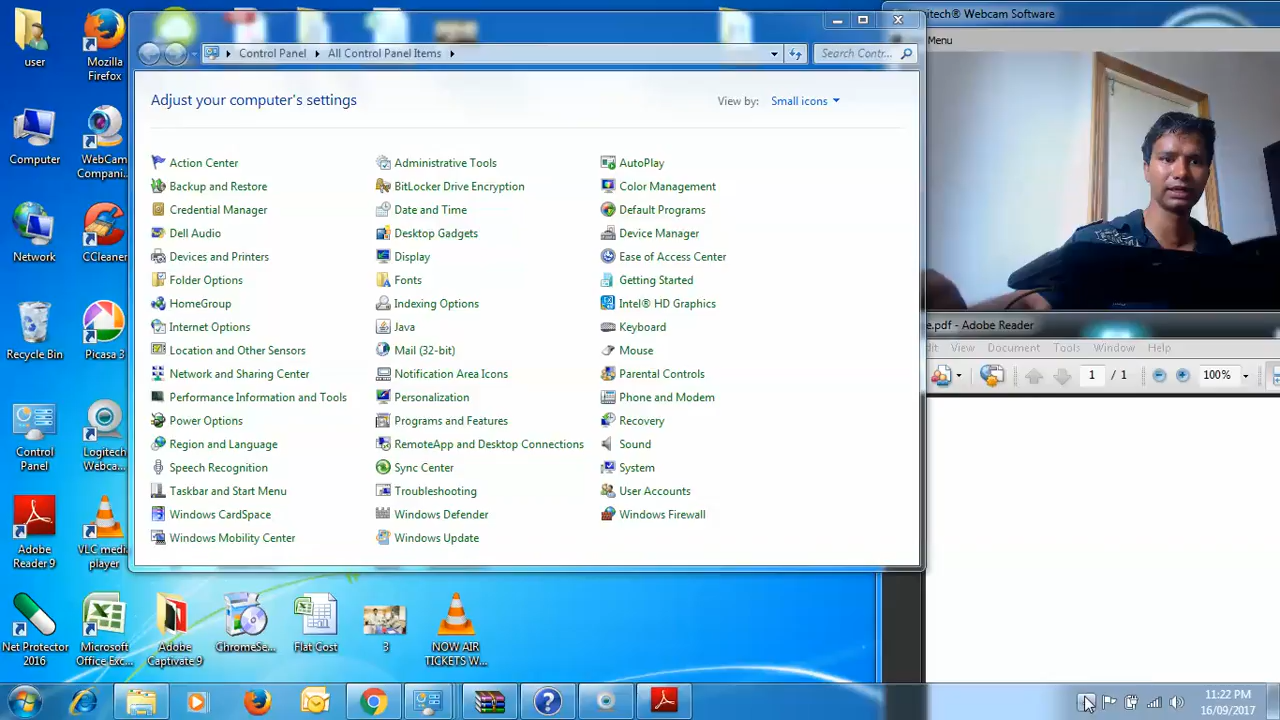 user
Mozilla
Firefox
Computer
WebCam
Compani...
Network
CCleaner
Recycle Bin
Picasa 3
Control
Panel
Logitech
Webca...
Adobe
Reader 9
VLC media
player
Net Protector
2016
Microsoft
Office Exc...
Adobe
Captivate 9
ChromeSe...
Flat Cost
3
NOW AIR
TICKETS W...
Control Panel
All Control Panel Items
Search Contr...
Adjust your computer's settings
View by:
Small icons
Action Center
Administrative Tools
AutoPlay
Backup and Restore
BitLocker Drive Encryption
Color Management
Credential Manager
Date and Time
Default Programs
Dell Audio
Desktop Gadgets
Device Manager
Devices and Printers
Display
Ease of Access Center
Folder Options
Fonts
Getting Started
HomeGroup
Indexing Options
Intel® HD Graphics
Internet Options
Java
Keyboard
Location and Other Sensors
Mail (32-bit)
Mouse
Network and Sharing Center
Notification Area Icons
Parental Controls
Performance Information and Tools
Personalization
Phone and Modem
Power Options
Programs and Features
Recovery
Region and Language
RemoteApp and Desktop Connections
Sound
Speech Recognition
Sync Center
System
Taskbar and Start Menu
Troubleshooting
User Accounts
Windows CardSpace
Windows Defender
Windows Firewall
Windows Mobility Center
Windows Update
gitech® Webcam Software
Menu
e.pdf - Adobe Reader
dit View Document Tools Window Help
1 / 1 100%
11:22 PM
16/09/2017